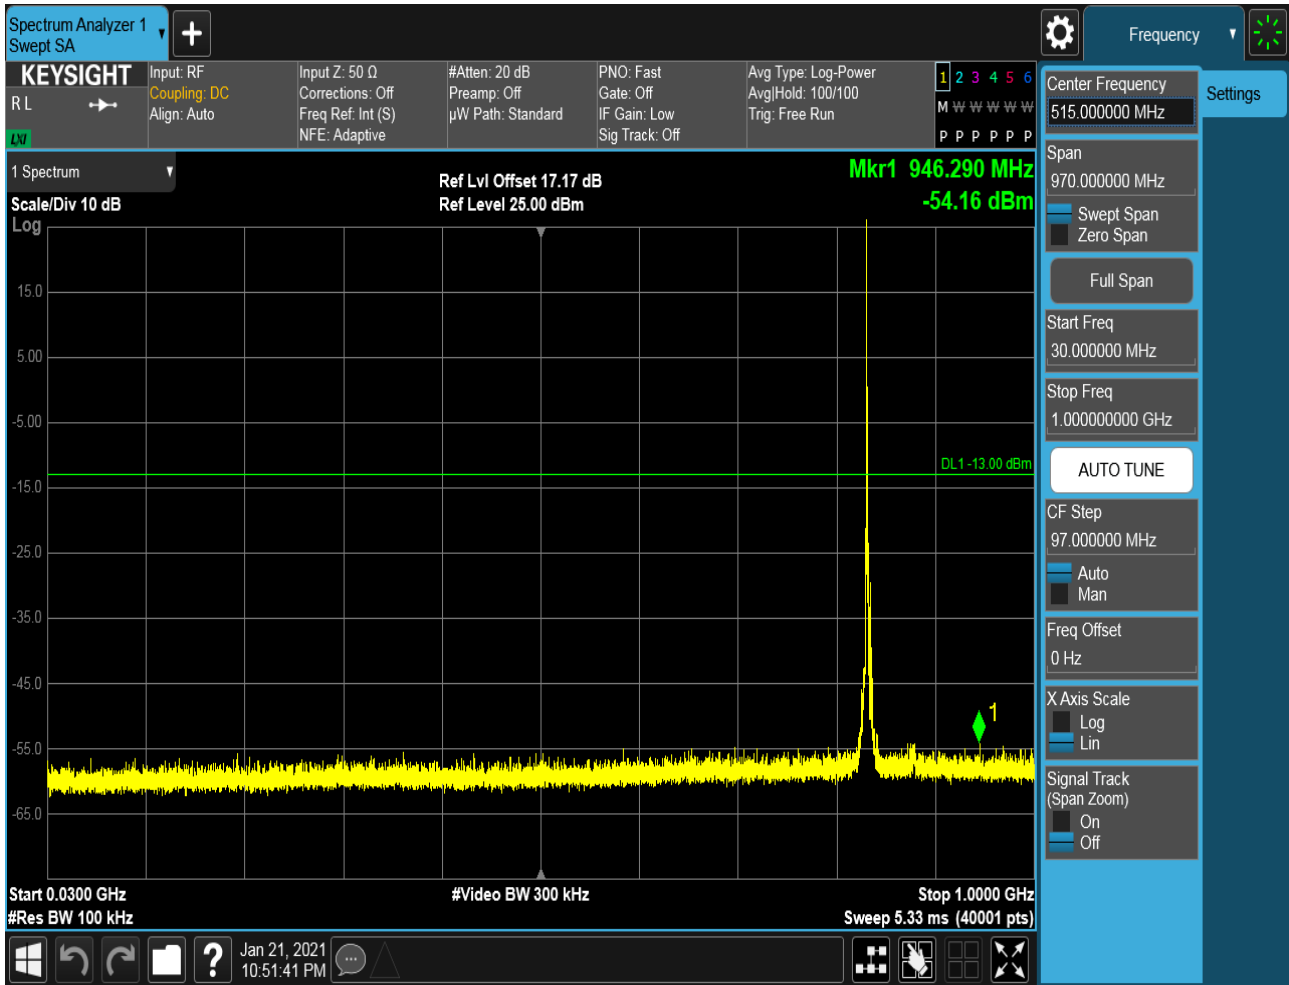 Spectrum Analyzer 1
Swept SA
Frequency
KEYSIGHT
R L
LXI
Input: RF
Coupling: DC
Align: Auto
Input Z: 50 Ω
Corrections: Off
Freq Ref: Int (S)
NFE: Adaptive
#Atten: 20 dB
Preamp: Off
µW Path: Standard
PNO: Fast
Gate: Off
IF Gain: Low
Sig Track: Off
Avg Type: Log-Power
Avg|Hold: 100/100
Trig: Free Run
1 2 3 4 5 6
M W W W W W
P P P P P P
1 Spectrum
Scale/Div 10 dB
Log
Ref Lvl Offset 17.17 dB
Ref Level 25.00 dBm
Mkr1 946.290 MHz
-54.16 dBm
15.0
5.00
-5.00
-15.0
-25.0
-35.0
-45.0
-55.0
-65.0
DL1 -13.00 dBm
1
Start 0.0300 GHz
#Res BW 100 kHz
#Video BW 300 kHz
Stop 1.0000 GHz
Sweep 5.33 ms (40001 pts)
Jan 21, 2021
10:51:41 PM
?
Center Frequency
515.000000 MHz
Settings
Span
970.000000 MHz
Swept Span
Zero Span
Full Span
Start Freq
30.000000 MHz
Stop Freq
1.000000000 GHz
AUTO TUNE
CF Step
97.000000 MHz
Auto
Man
Freq Offset
0 Hz
X Axis Scale
Log
Lin
Signal Track
(Span Zoom)
On
Off